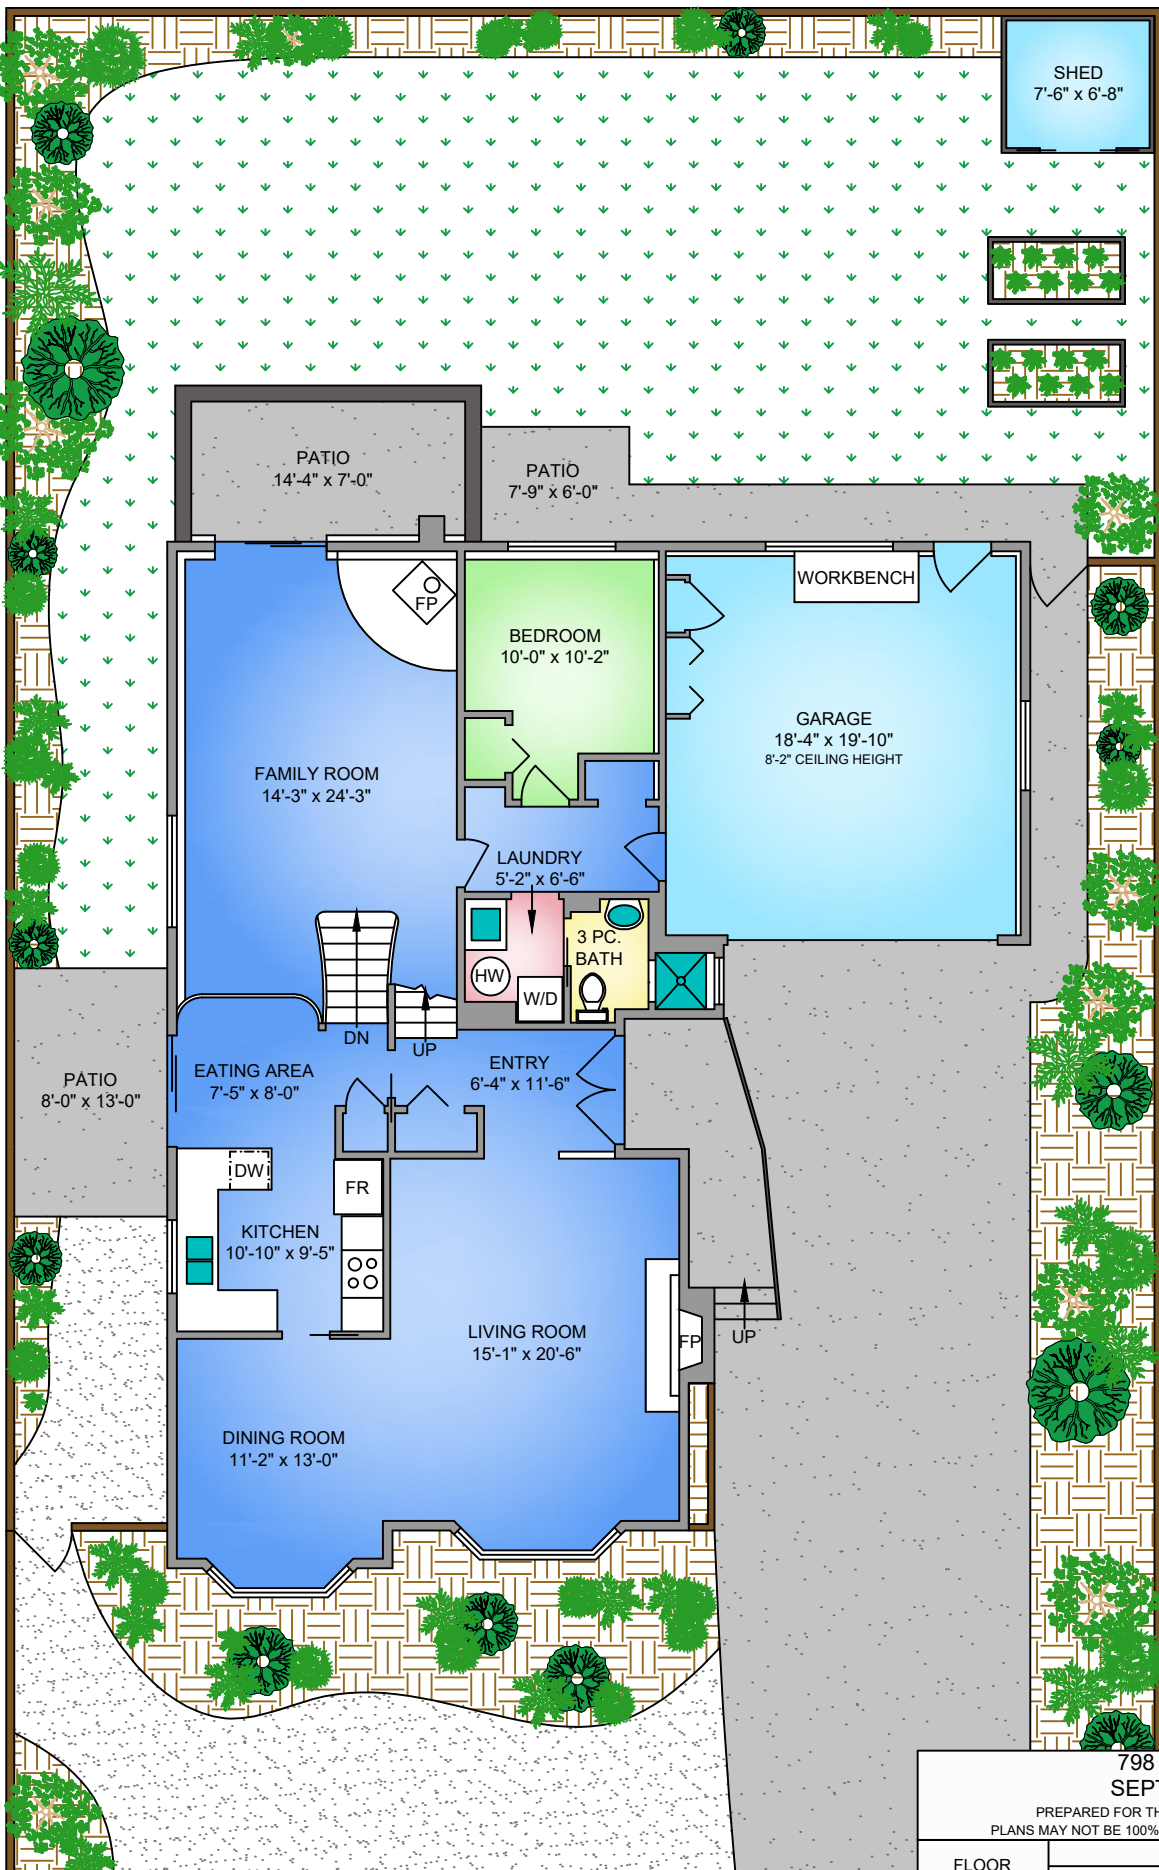 SHED
7'-6" x 6'-8"
PATIO
14'-4" x 7'-0"
PATIO
7'-9" x 6'-0"
WORKBENCH
FP
BEDROOM
10'-0" x 10'-2"
GARAGE
18'-4" x 19'-10"
8'-2" CEILING HEIGHT
FAMILY ROOM
14'-3" x 24'-3"
LAUNDRY
5'-2" x 6'-6"
3 PC.
BATH
HW
W/D
DN
UP
ENTRY
6'-4" x 11'-6"
EATING AREA
7'-5" x 8'-0"
PATIO
8'-0" x 13'-0"
DW
FR
KITCHEN
10'-10" x 9'-5"
LIVING ROOM
15'-1" x 20'-6"
FP
UP
DINING ROOM
11'-2" x 13'-0"
798
SEPT
PREPARED FOR TH
PLANS MAY NOT BE 100%
FLOOR